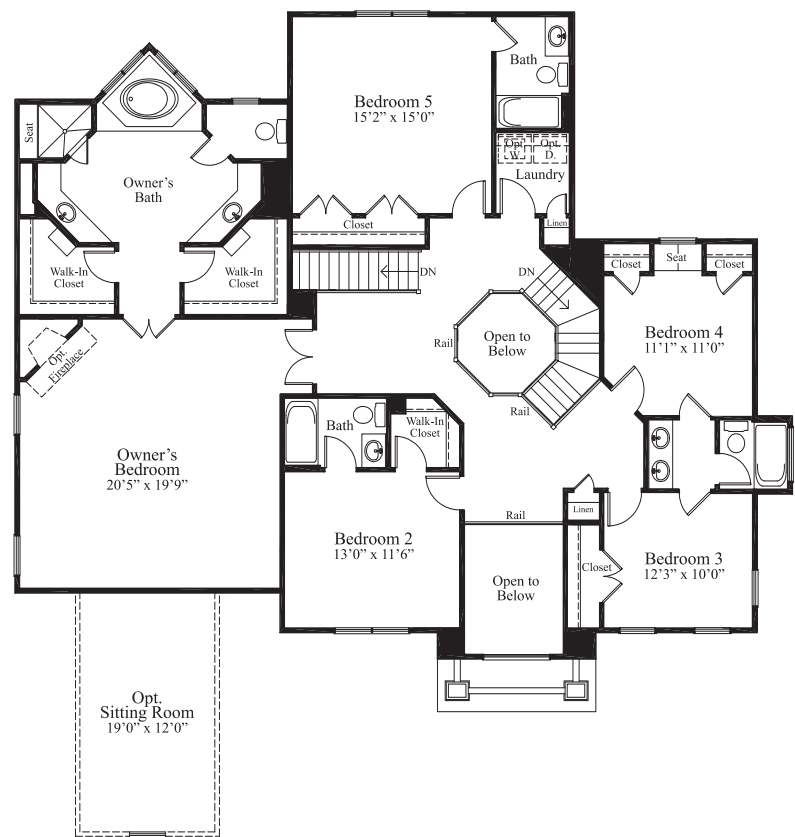 Bath
Bedroom 5
15'2" x 15'0"
Seat
Opt.
W.
Opt.
D.
Laundry
Owner's
Bath
Closet
Linen
Walk-In
Closet
Walk-In
Closet
DN
DN
Closet
Seat
Closet
Opt.
Fireplace
Rail
Open to
Below
Bedroom 4
11'1" x 11'0"
Rail
Bath
Walk-In
Closet
Owner's
Bedroom
20'5" x 19'9"
Linen
Rail
Bedroom 2
13'0" x 11'6"
Open to
Below
Closet
Bedroom 3
12'3" x 10'0"
Opt.
Sitting Room
19'0" x 12'0"